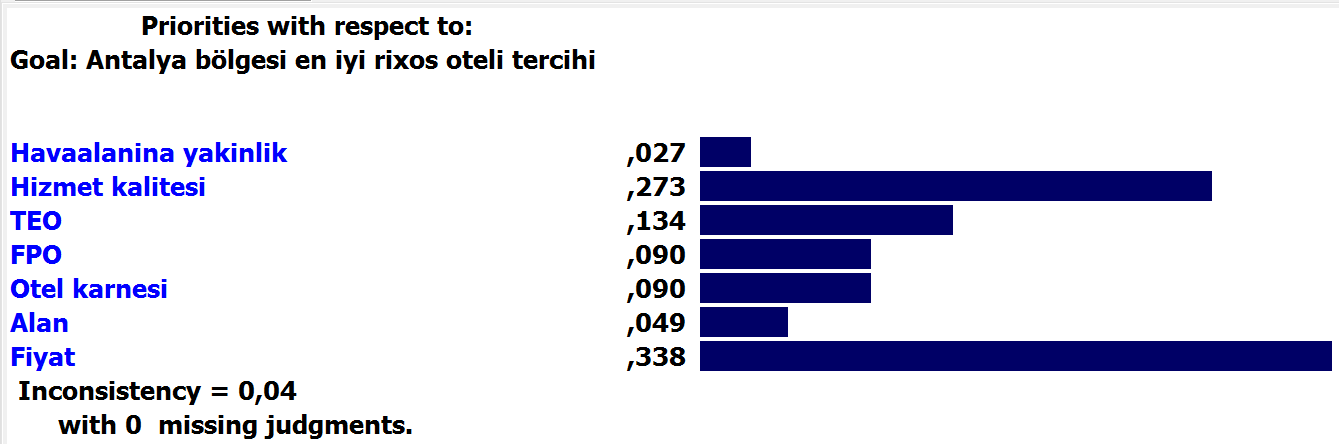 Priorities with respect to:
Goal: Antalya bölgesi en iyi rixos oteli tercihi
Havaalanina yakinlik ,027
Hizmet kalitesi ,273
TEO ,134
FPO ,090
Otel karnesi ,090
Alan ,049
Fiyat ,338
Inconsistency = 0,04
with 0 missing judgments.